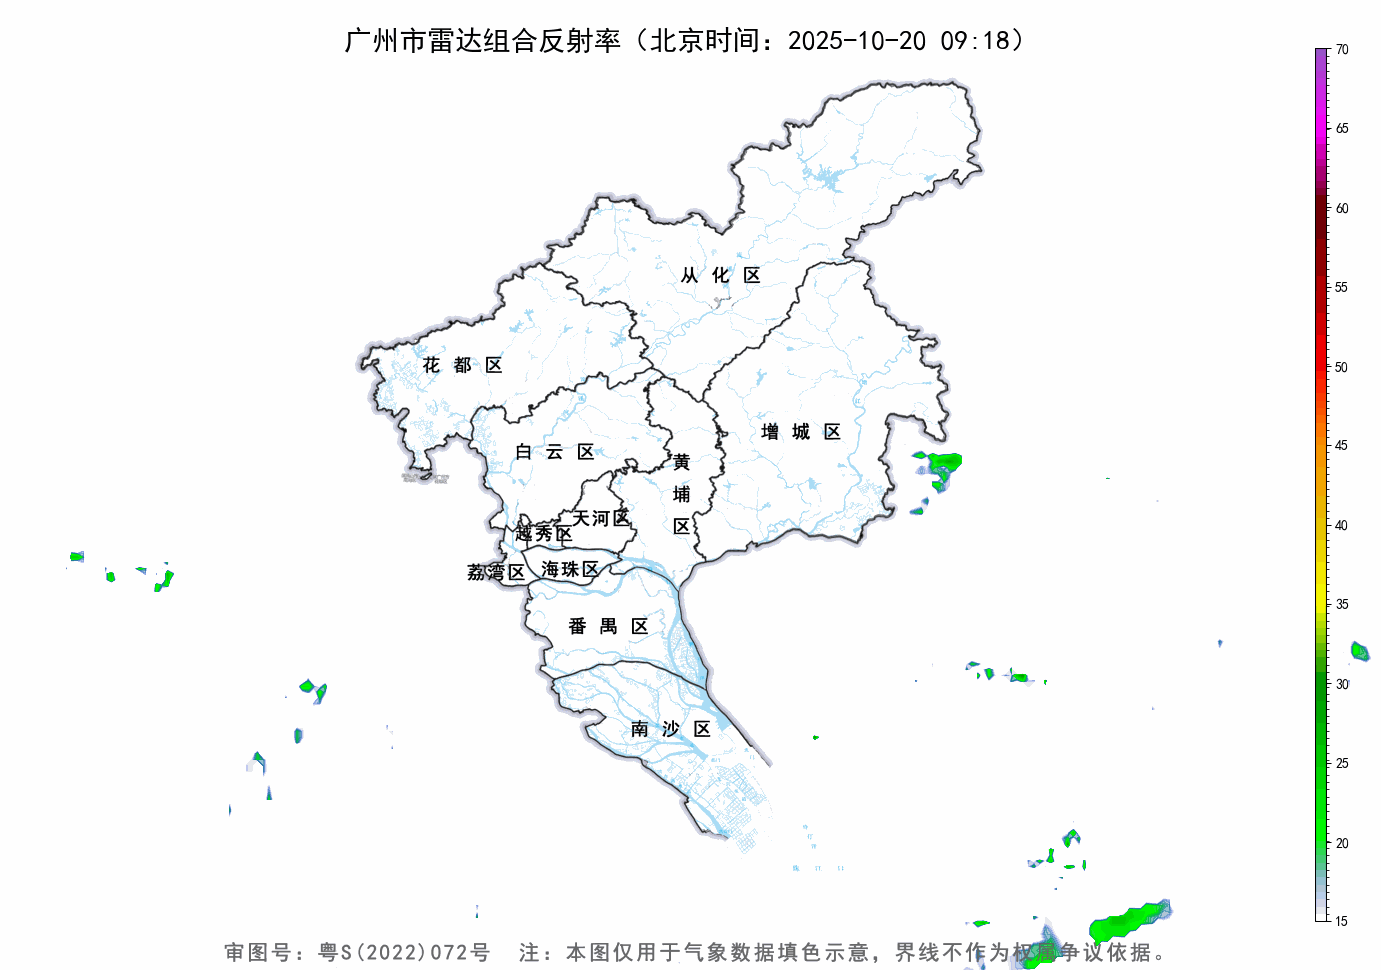 广州市雷达组合反射率（北京时间：2025-10-20 09:18）
70
65
60
55
50
45
40
35
30
25
20
15
从化区
花都区
增城区
白云区
黄埔区
天河区
越秀区
海珠区
荔湾区
番禺区
南沙区
审图号：粤S(2022)072号 注：本图仅用于气象数据填色示意，界线不作为权属争议依据。